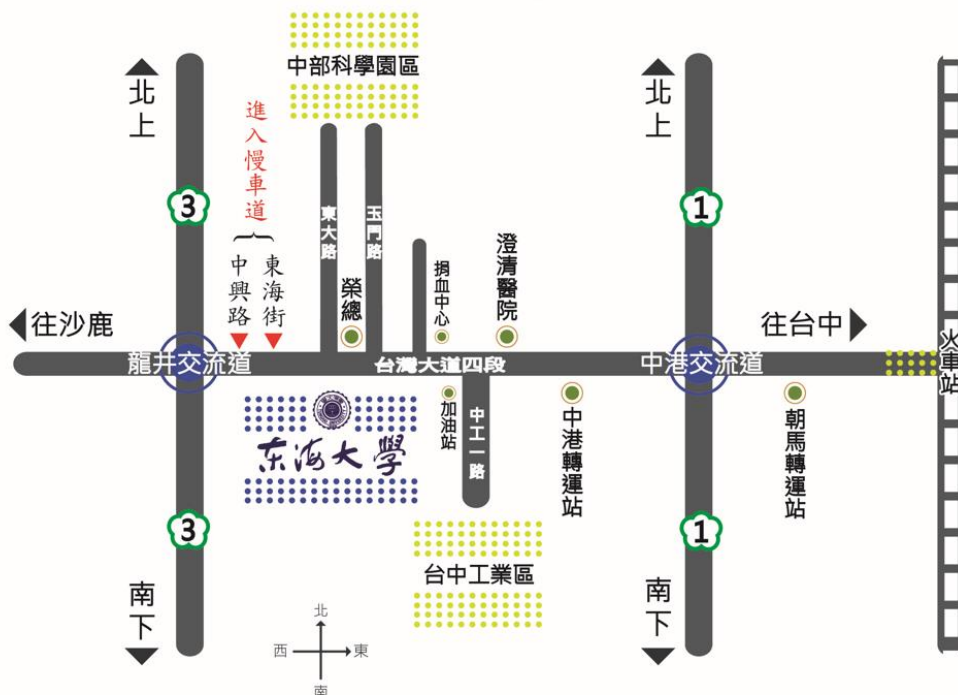 中部科學園區
北上
北上
進入慢車道
3
1
東大路
玉門路
中興路
東海街
榮總
捐血中心
澄清醫院
往沙鹿
往台中
龍井交流道
台灣大道四段
中港交流道
火車站
东海大學
加油站
中工一路
中港轉運站
朝馬轉運站
3
1
台中工業區
南下
南下
北
西
東
南